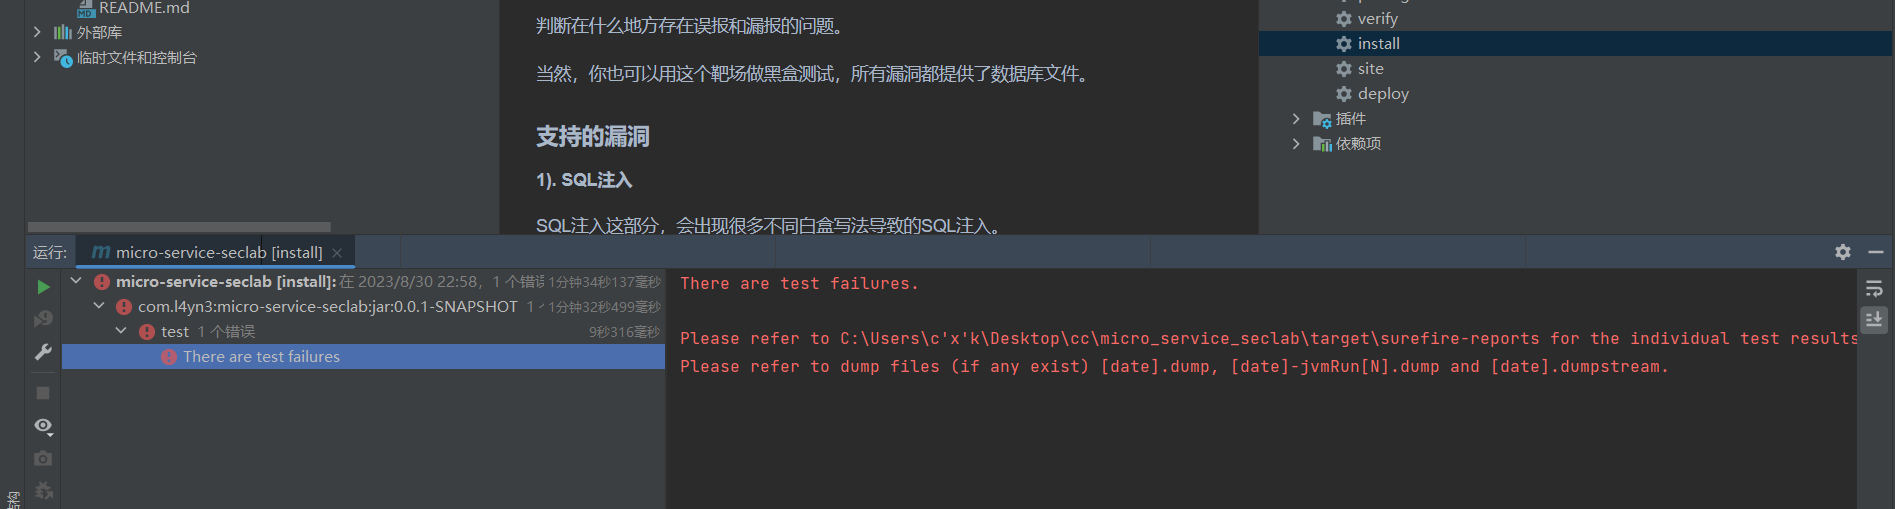 README.md
外部库
临时文件和控制台
判断在什么地方存在误报和漏报的问题。
当然，你也可以用这个靶场做黑盒测试，所有漏洞都提供了数据库文件。
支持的漏洞
1). SQL注入
SQL注入这部分，会出现很多不同白盒写法导致的SQL注入。
verify
install
site
deploy
插件
依赖项
运行: micro-service-seclab [install]
micro-service-seclab [install]: 在 2023/8/30 22:58，1 个错误 1分钟34秒137毫秒
com.l4yn3:micro-service-seclab:jar:0.0.1-SNAPSHOT 1 1分钟32秒499毫秒
test 1 个错误 9秒316毫秒
There are test failures
There are test failures.
Please refer to C:\Users\c'x'k\Desktop\cc\micro_service_seclab\target\surefire-reports for the individual test results
Please refer to dump files (if any exist) [date].dump, [date]-jvmRun[N].dump and [date].dumpstream.